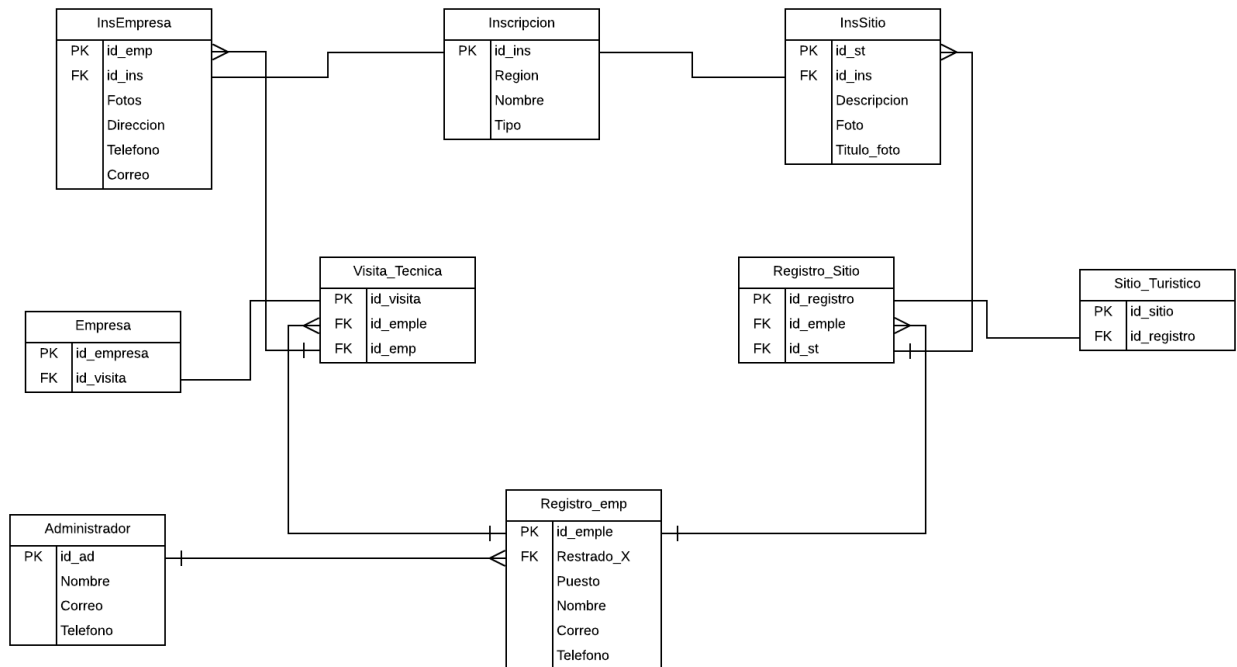 InsEmpresa
PK id_emp
FK id_ins
Fotos
Direccion
Telefono
Correo
Inscripcion
PK id_ins
Region
Nombre
Tipo
InsSitio
PK id_st
FK id_ins
Descripcion
Foto
Titulo_foto
Visita_Tecnica
PK id_visita
FK id_emple
FK id_emp
Registro_Sitio
PK id_registro
FK id_emple
FK id_st
Sitio_Turistico
PK id_sitio
FK id_registro
Empresa
PK id_empresa
FK id_visita
Administrador
PK id_ad
Nombre
Correo
Telefono
Registro_emp
PK id_emple
FK Restrado_X
Puesto
Nombre
Correo
Telefono